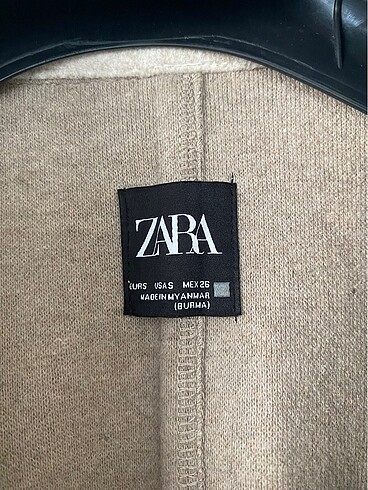 ZARA
EUR S USA S MEX 26
MADE IN MYANMAR
(BURMA)